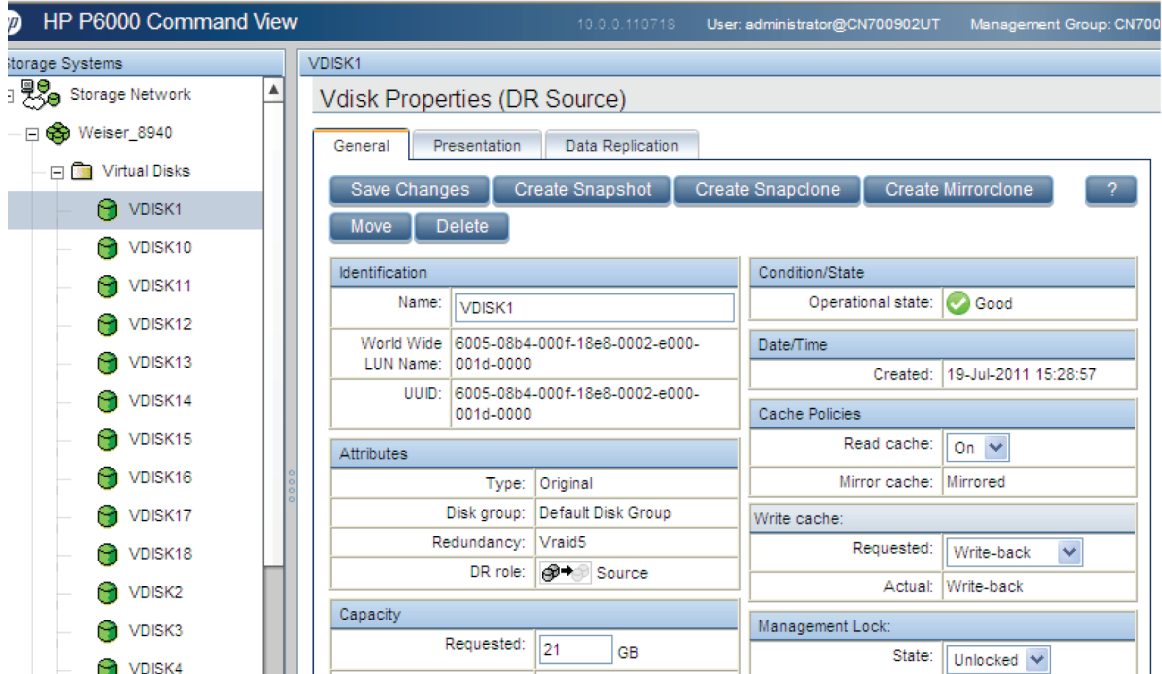 hp HP P6000 Command View 10.0.0.110718 User: administrator@CN700902UT Management Group: CN700
Storage Systems
Storage Network
Weiser_8940
Virtual Disks
VDISK1
VDISK10
VDISK11
VDISK12
VDISK13
VDISK14
VDISK15
VDISK16
VDISK17
VDISK18
VDISK2
VDISK3
VDISK4
VDISK1
Vdisk Properties (DR Source)
General Presentation Data Replication
Save Changes Create Snapshot Create Snapclone Create Mirrorclone ?
Move Delete
Identification
Name: VDISK1
World Wide 6005-08b4-000f-18e8-0002-e000-
LUN Name: 001d-0000
UUID: 6005-08b4-000f-18e8-0002-e000-
001d-0000
Attributes
Type: Original
Disk group: Default Disk Group
Redundancy: Vraid5
DR role: Source
Capacity
Requested: 21 GB
Condition/State
Operational state: Good
Date/Time
Created: 19-Jul-2011 15:28:57
Cache Policies
Read cache: On
Mirror cache: Mirrored
Write cache:
Requested: Write-back
Actual: Write-back
Management Lock:
State: Unlocked